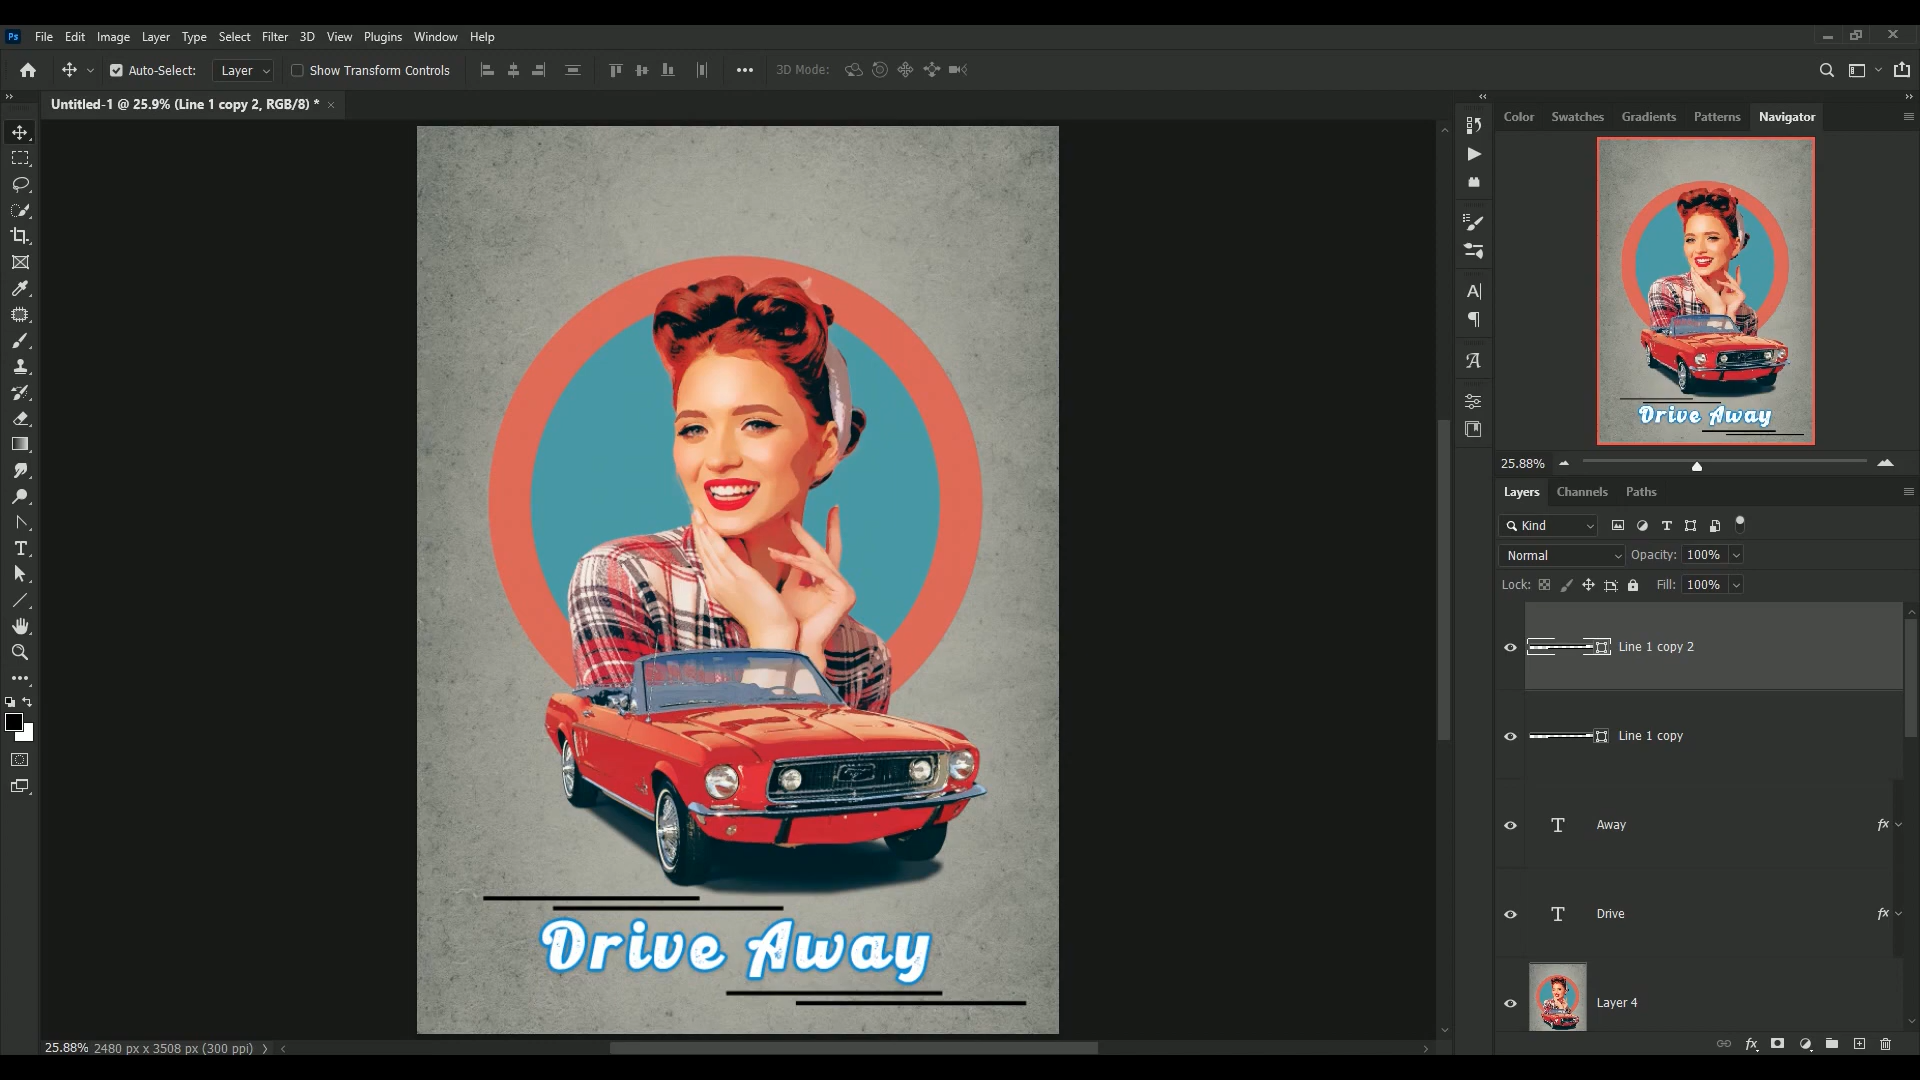 Ps File Edit Image Layer Type Select Filter 3D View Plugins Window Help
Auto-Select: Layer Show Transform Controls 3D Mode:
Untitled-1 @ 25.9% (Line 1 copy 2, RGB/8) *
Color Swatches Gradients Patterns Navigator
Drive Away
25.88%
Layers Channels Paths
Kind
Normal Opacity: 100%
Lock: Fill: 100%
Line 1 copy 2
Line 1 copy
Away fx
Drive fx
Layer 4
Drive Away
25.88% 2480 px x 3508 px (300 ppi)
fx